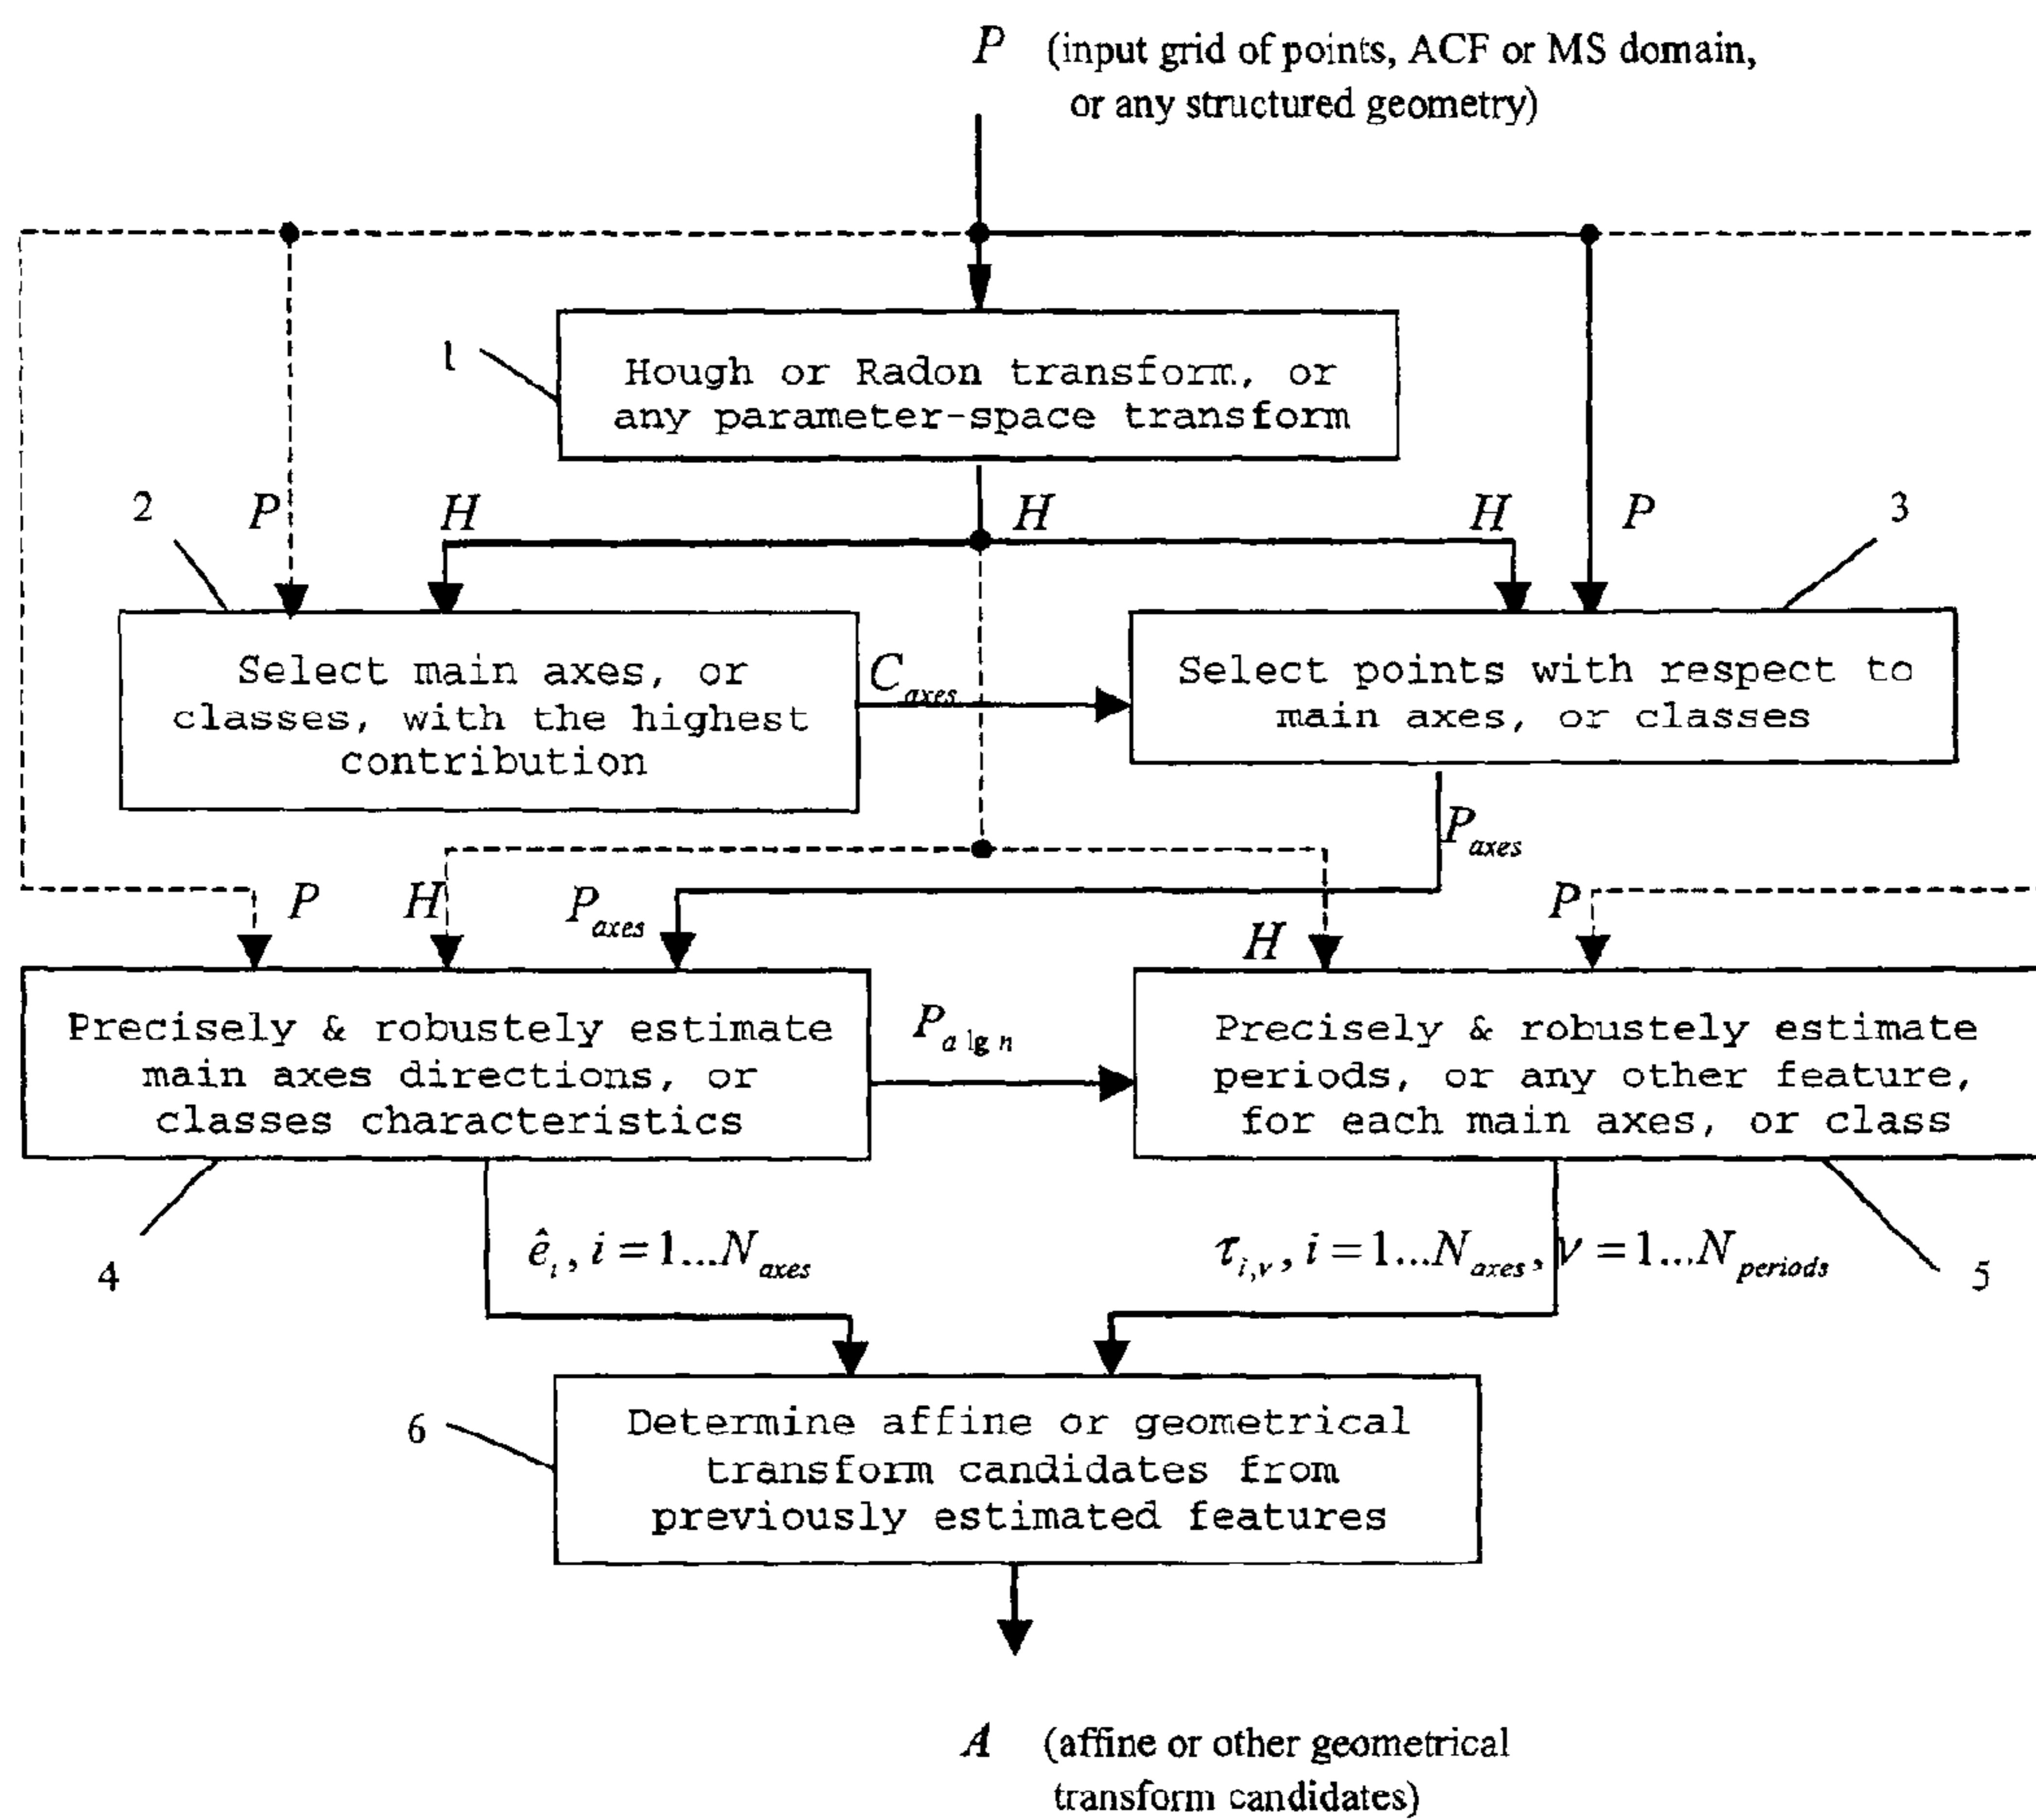 P (input grid of points, ACF or MS domain,
or any structured geometry)
1
Hough or Radon transform, or
any parameter-space transform
2
P
H
H
H
P
3
Select main axes, or
classes, with the highest
contribution
C axes
Select points with respect to
main axes, or classes
P axes
P
H
P axes
H
P
Precisely & robustely estimate
main axes directions, or
classes characteristics
P a lg n
Precisely & robustely estimate
periods, or any other feature,
for each main axes, or class
4
ê_i, i = 1...N_axes
τ_i,ν, i = 1...N_axes, ν = 1...N_periods
5
6
Determine affine or geometrical
transform candidates from
previously estimated features
A (affine or other geometrical
transform candidates)